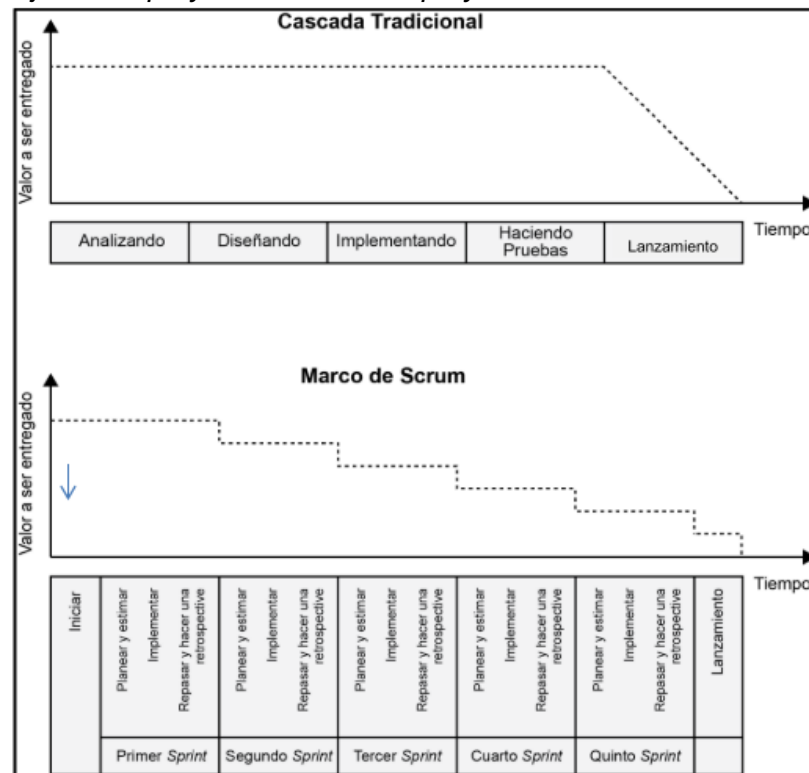 Cascada Tradicional
Valor a ser entregado
Tiempo
Analizando
Diseñando
Implementando
Haciendo
Pruebas
Lanzamiento
Marco de Scrum
Valor a ser entregado
Tiempo
Iniciar
Planear y estimar
Implementar
Repasar y hacer una
retrospective
Planear y estimar
Implementar
Repasar y hacer una
retrospective
Planear y estimar
Implementar
Repasar y hacer una
retrospective
Planear y estimar
Implementar
Repasar y hacer una
retrospective
Planear y estimar
Implementar
Repasar y hacer una
retrospective
Lanzamiento
Primer Sprint
Segundo Sprint
Tercer Sprint
Cuarto Sprint
Quinto Sprint